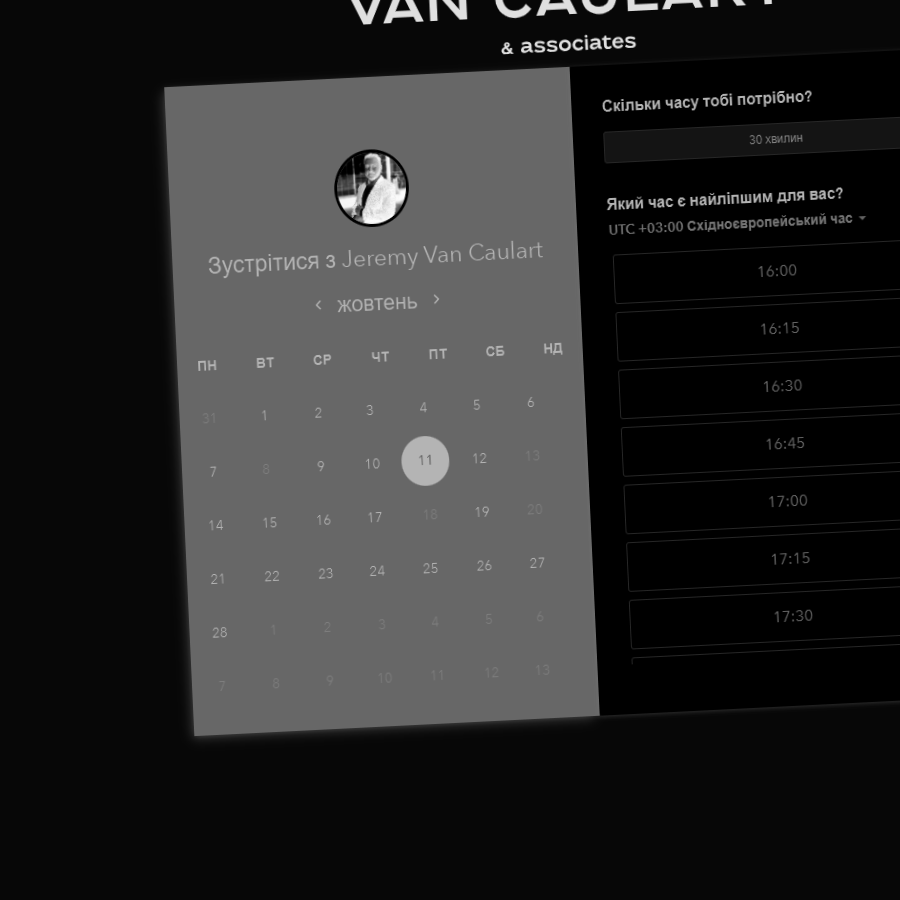 VAN CAULART
& associates
Зустрітися з Jeremy Van Caulart
‹ жовтень ›
ПН ВТ СР ЧТ ПТ СБ НД
31 1 2 3 4 5 6
7 8 9 10 11 12 13
14 15 16 17 18 19 20
21 22 23 24 25 26 27
28 1 2 3 4 5 6
7 8 9 10 11 12 13
Скільки часу тобі потрібно?
30 хвилин
Який час є найліпшим для вас?
UTC +03:00 Східноєвропейський час
16:00
16:15
16:30
16:45
17:00
17:15
17:30